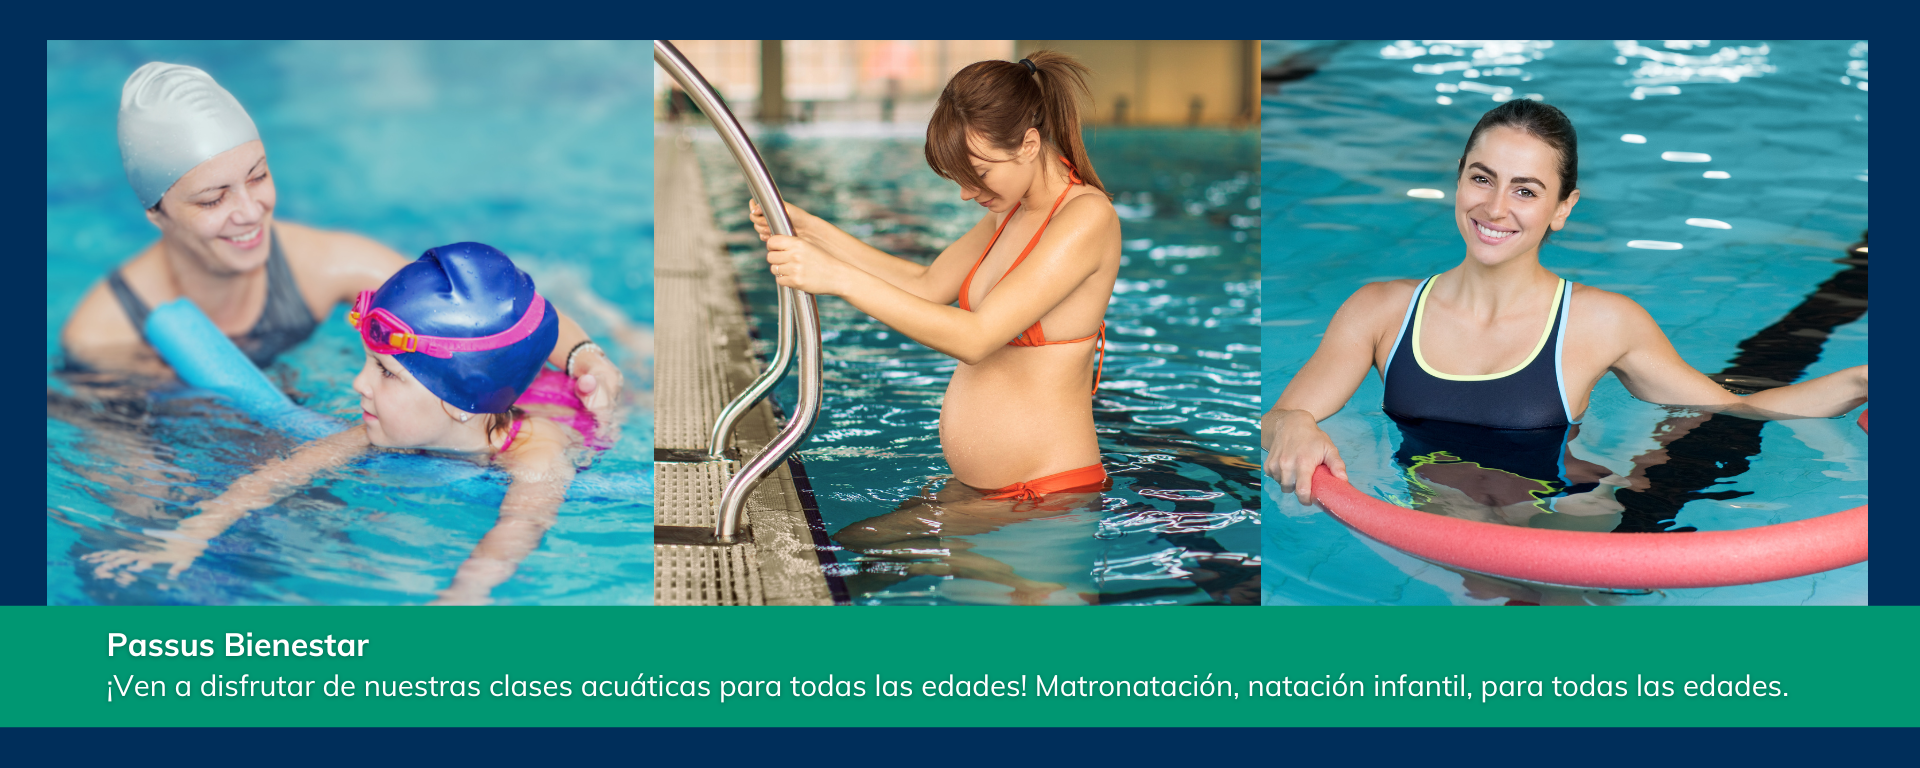 Passus Bienestar
¡Ven a disfrutar de nuestras clases acuáticas para todas las edades! Matronatación, natación infantil, para todas las edades.